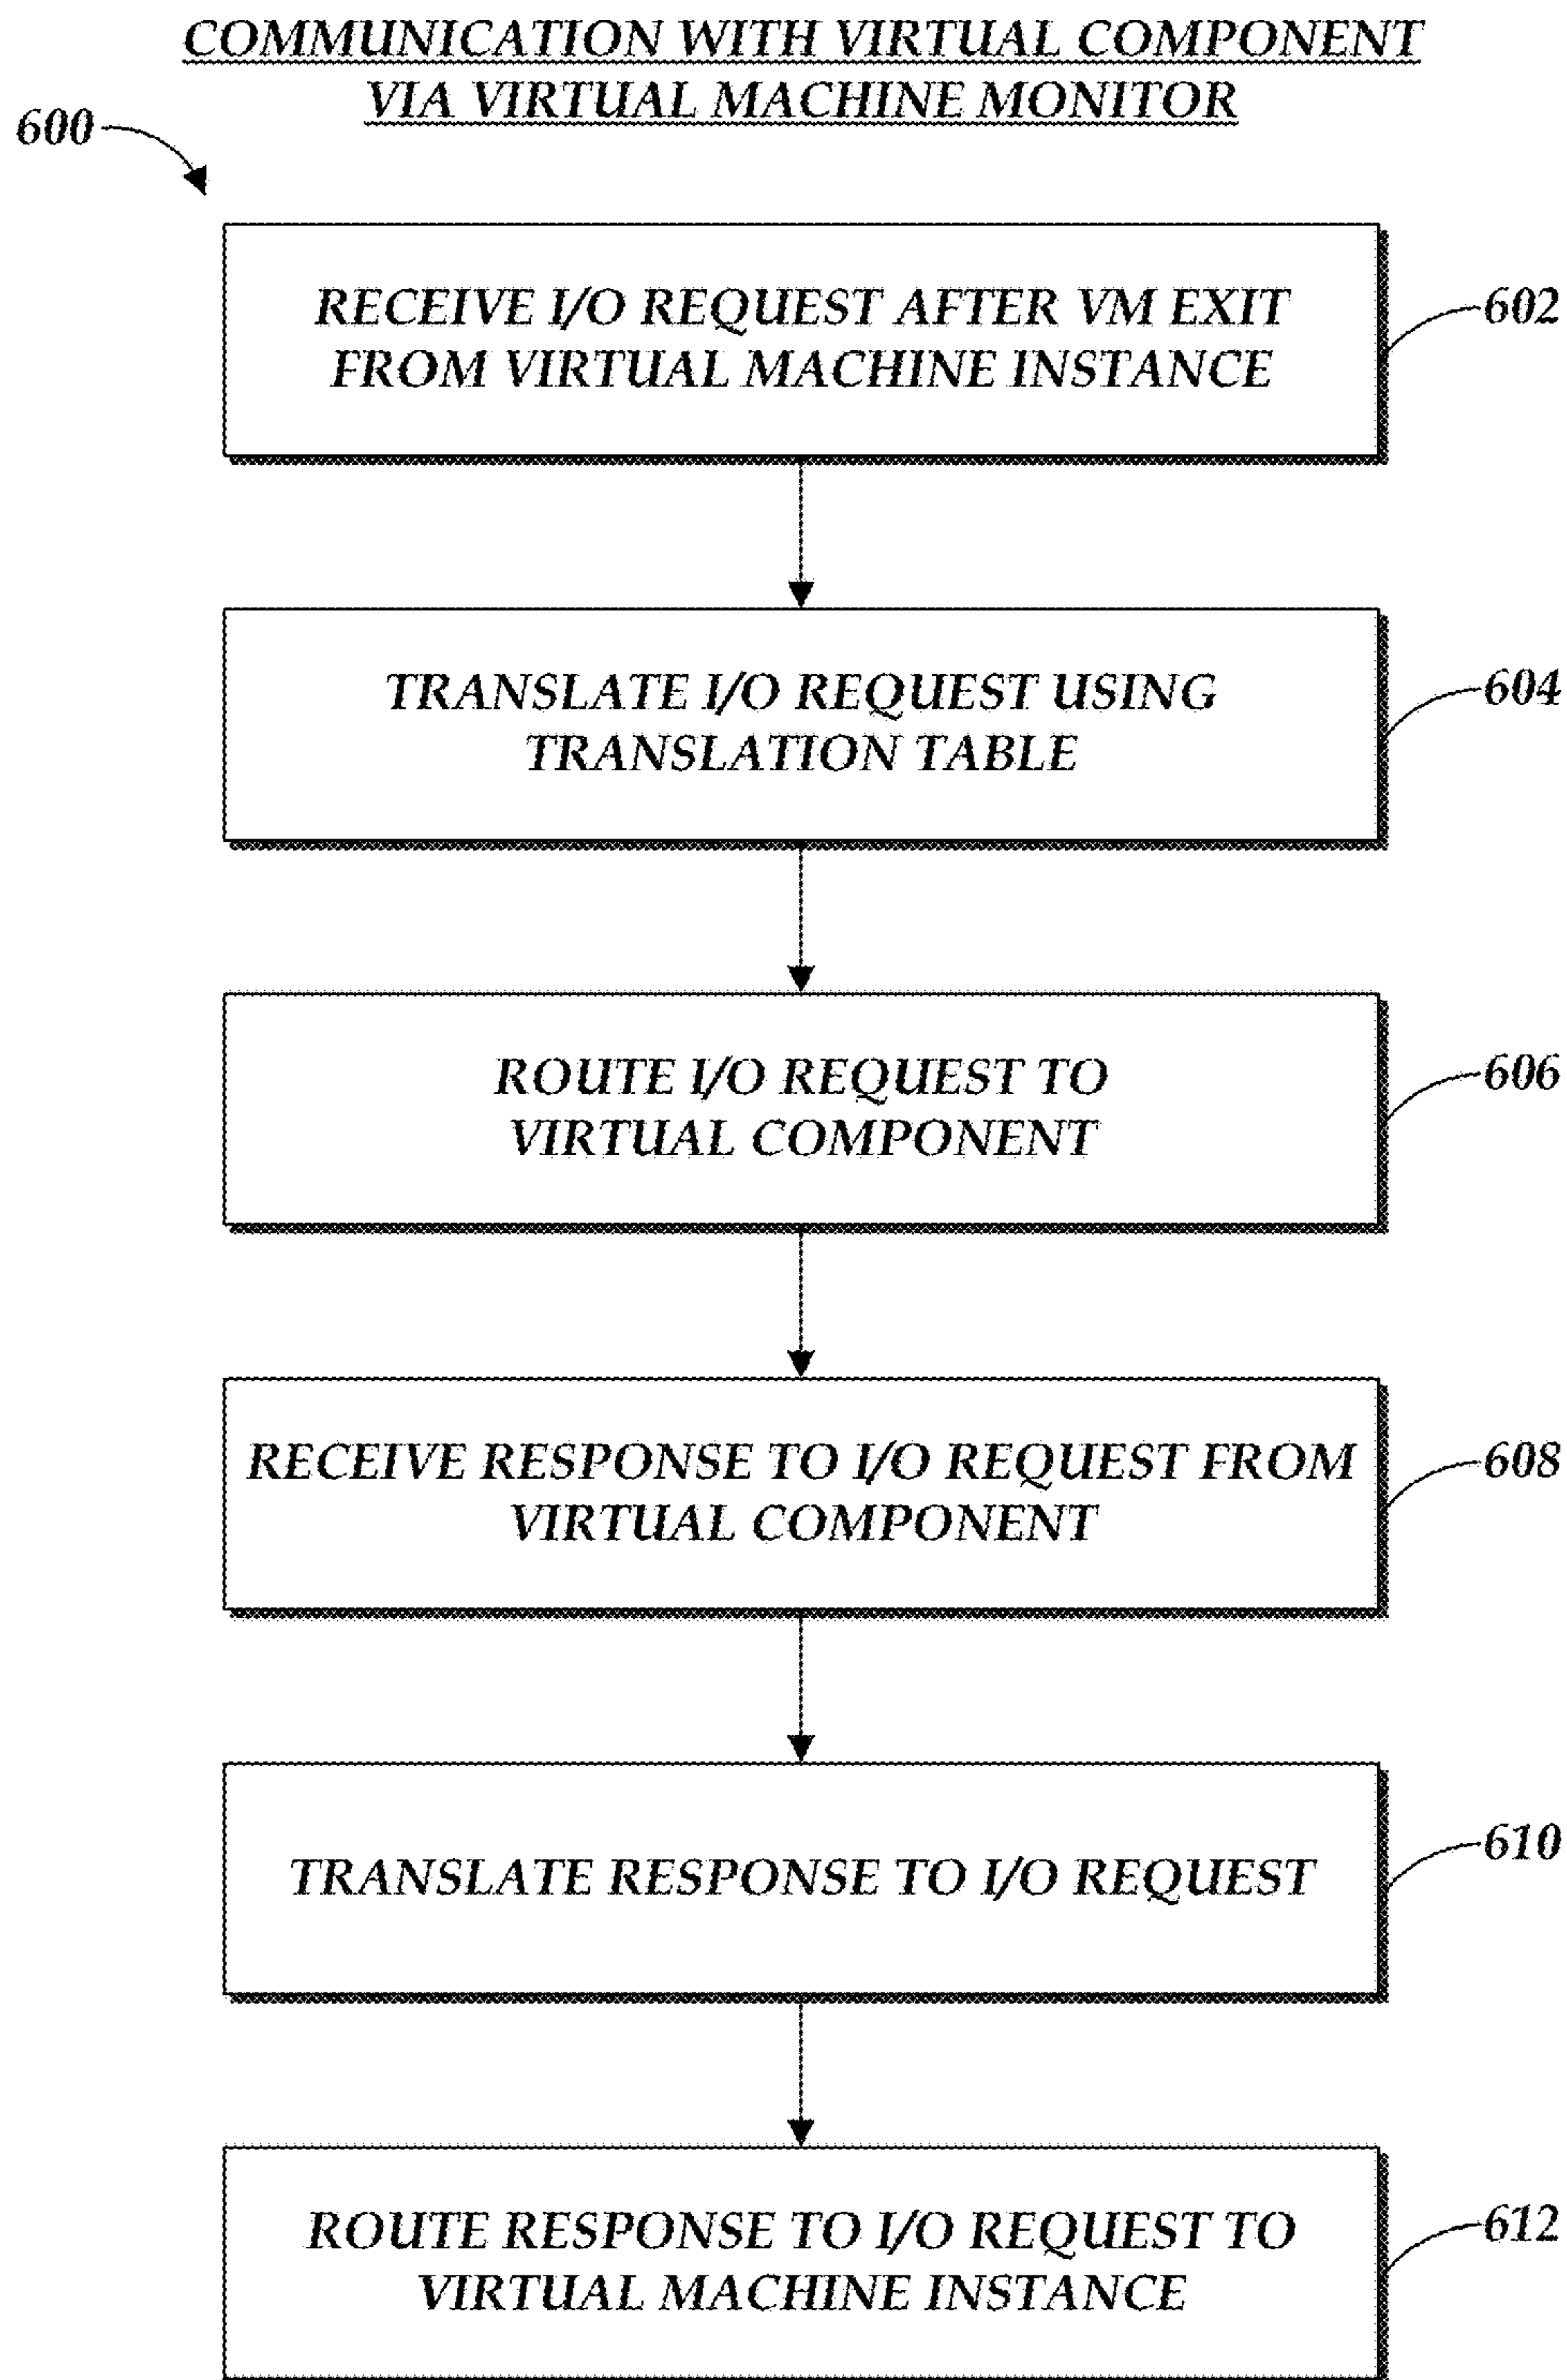 COMMUNICATION WITH VIRTUAL COMPONENT
VIA VIRTUAL MACHINE MONITOR
600
RECEIVE I/O REQUEST AFTER VM EXIT
FROM VIRTUAL MACHINE INSTANCE
602
TRANSLATE I/O REQUEST USING
TRANSLATION TABLE
604
ROUTE I/O REQUEST TO
VIRTUAL COMPONENT
606
RECEIVE RESPONSE TO I/O REQUEST FROM
VIRTUAL COMPONENT
608
TRANSLATE RESPONSE TO I/O REQUEST
610
ROUTE RESPONSE TO I/O REQUEST TO
VIRTUAL MACHINE INSTANCE
612